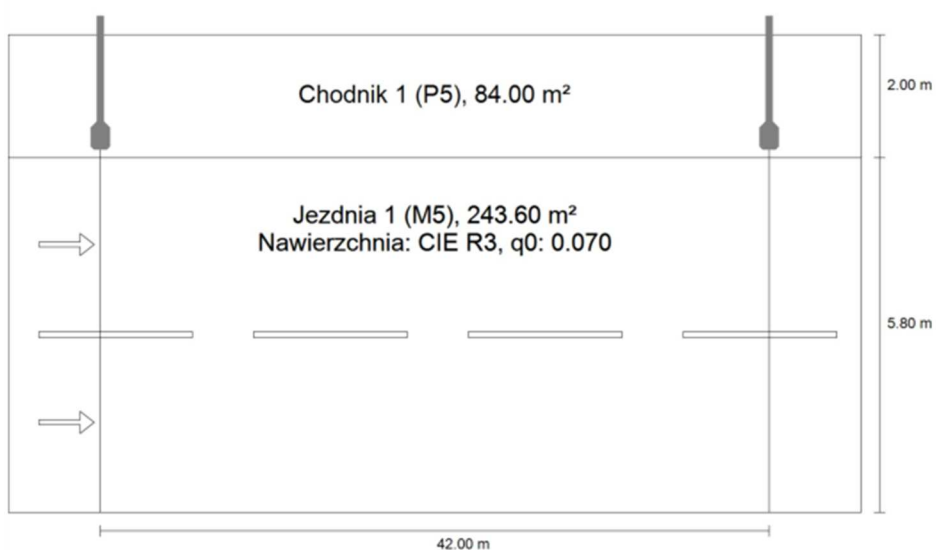 Chodnik 1 (P5), 84.00 m²
2.00 m
Jezdnia 1 (M5), 243.60 m²
Nawierzchnia: CIE R3, q0: 0.070
5.80 m
42.00 m